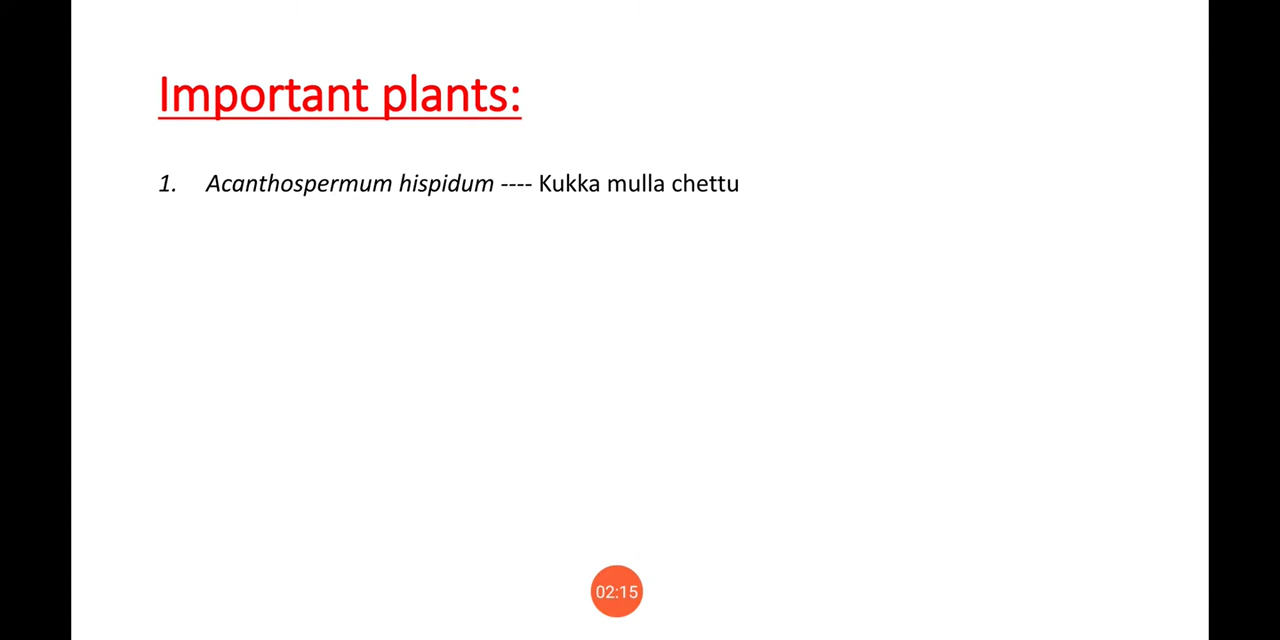 Important plants:
1. Acanthospermum hispidum ---- Kukka mulla chettu
02:15